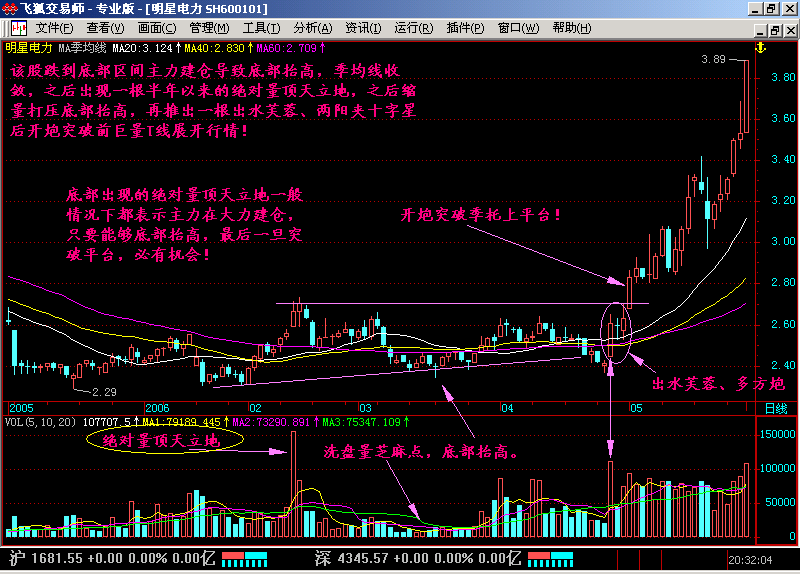 飞狐交易师 - 专业版 - [明星电力 SH600101]
文件(F) 查看(V) 画面(C) 管理(M) 工具(T) 分析(A) 资讯(I) 运行(R) 插件(P) 窗口(W) 帮助(H)
明星电力 MA季均线 MA20:3.124↑ MA40:2.830↑ MA60:2.709↑
该股跌到底部区间主力建仓导致底部抬高，季均线收
敛，之后出现一根半年以来的绝对量顶天立地，之后缩
量打压底部抬高，再推出一根出水芙蓉、两阳夹十字星
后开炮突破前巨量T线展开行情！
底部出现的绝对量顶天立地一般
情况下都表示主力在大力建仓，
只要能够底部抬高，最后一旦突
破平台，必有机会！
开炮突破季托上平台！
3.89
3.80
3.60
3.40
3.20
3.00
2.80
2.60
2.40
2.29
出水芙蓉、多方炮
2005 2006 02 03 04 05 日线
VOL(5,10,20) 107707.5↑ MA1:79189.445↑ MA2:73290.891↑ MA3:75347.109↑
绝对量顶天立地
洗盘量芝麻点，底部抬高。
150000
100000
50000
0
沪 1681.55 +0.00 0.00% 0.00亿 深 4345.57 +0.00 0.00% 0.00亿 20:32:04